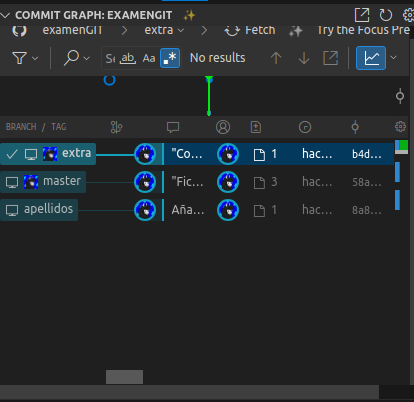 COMMIT GRAPH: EXAMENGIT
examenGIT extra Fetch Try the Focus Pre
Se ab, Aa .* No results
BRANCH / TAG
extra "Co... 1 hac... b4d...
master "Fic... 3 hac... 58a...
apellidos Aña... 1 hac... 8a8...